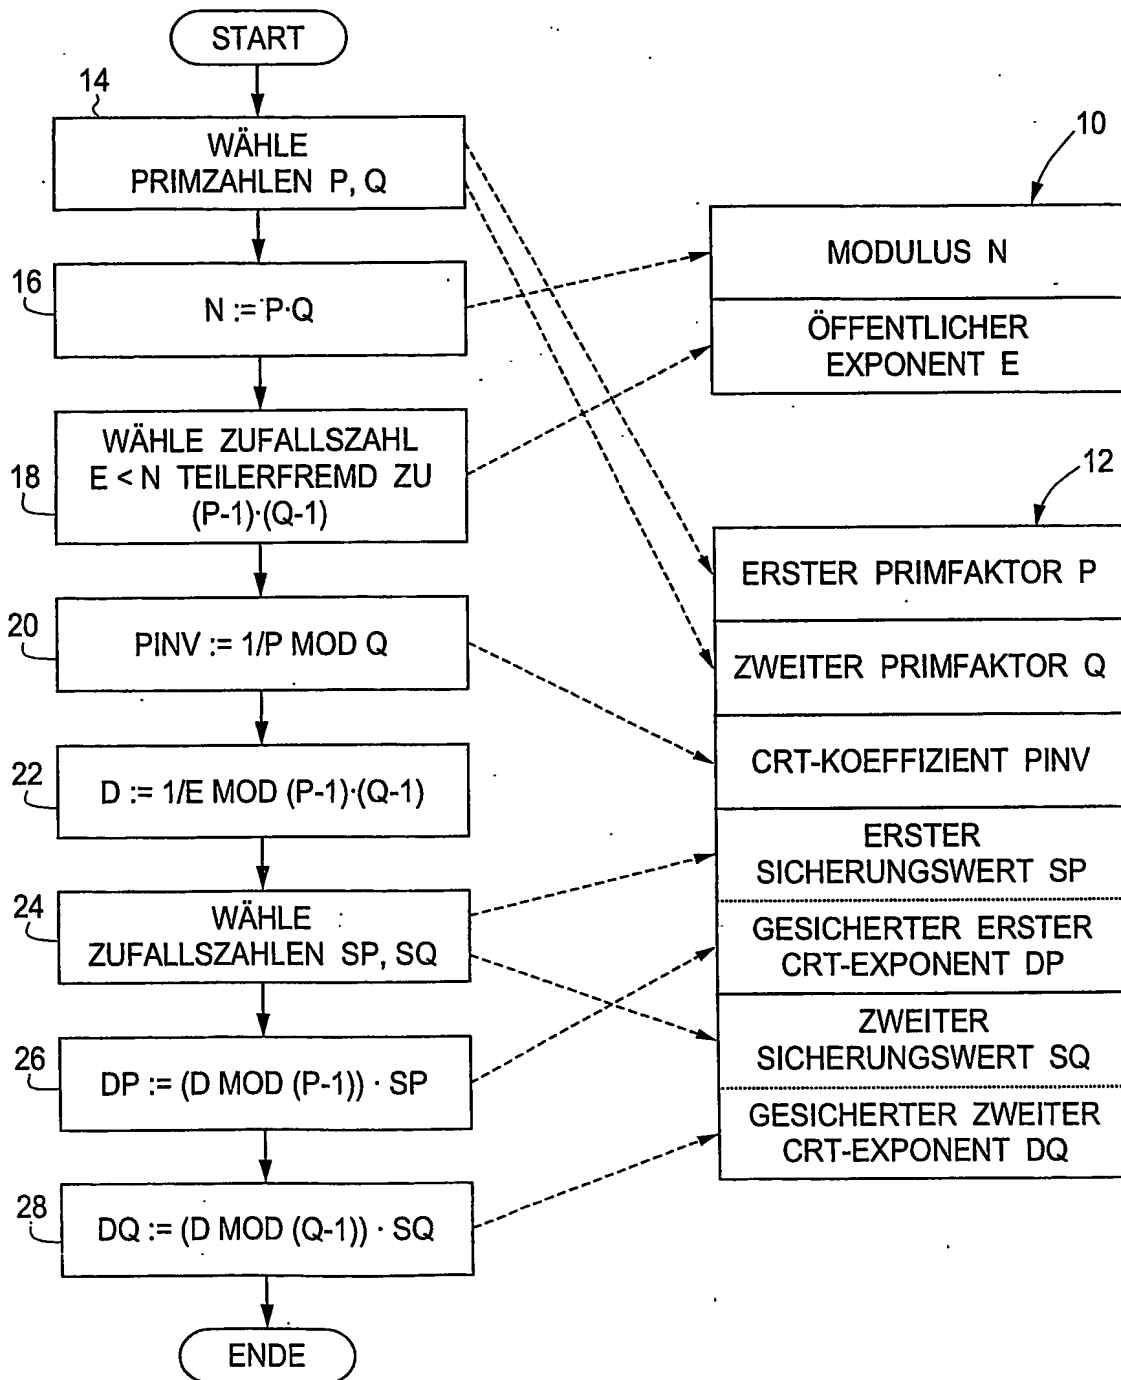 START
14
WÄHLE
PRIMZAHLEN P, Q
16
N := P·Q
18
WÄHLE ZUFALLSZAHL
E < N TEILERFREMD ZU
(P-1)·(Q-1)
20
PINV := 1/P MOD Q
22
D := 1/E MOD (P-1)·(Q-1)
24
WÄHLE
ZUFALLSZAHLEN SP, SQ
26
DP := (D MOD (P-1)) · SP
28
DQ := (D MOD (Q-1)) · SQ
ENDE
10
MODULUS N
ÖFFENTLICHER
EXPONENT E
12
ERSTER PRIMFAKTOR P
ZWEITER PRIMFAKTOR Q
CRT-KOEFFIZIENT PINV
ERSTER
SICHERUNGSWERT SP
GESICHERTER ERSTER
CRT-EXPONENT DP
ZWEITER
SICHERUNGSWERT SQ
GESICHERTER ZWEITER
CRT-EXPONENT DQ